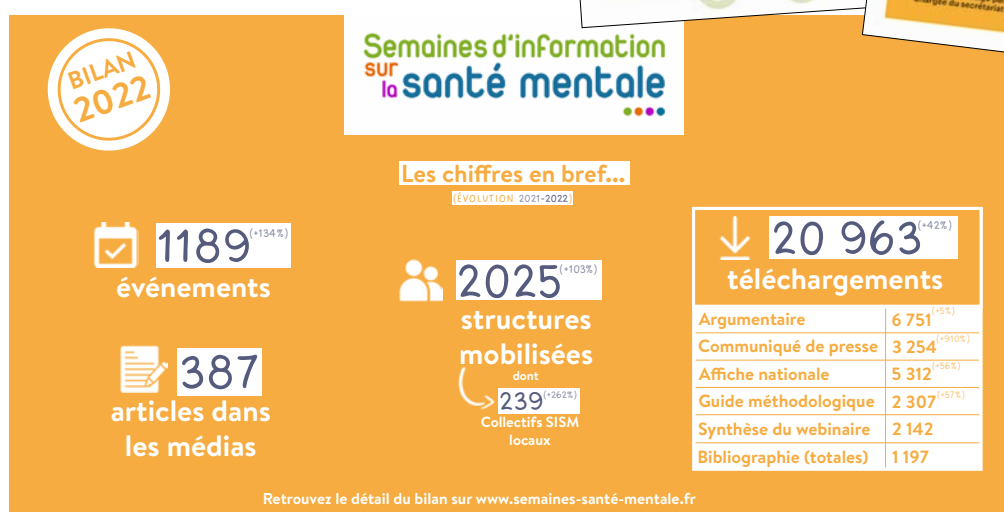 Chargée du secrétariat
BILAN
2022
Semaines d'information
sur
la santé mentale
Les chiffres en bref...
(ÉVOLUTION 2021-2022)
1189 (+134%)
événements
387
articles dans
les médias
2025 (+103%)
structures
mobilisées
dont
239 (+262%)
Collectifs SISM
locaux
20 963 (+42%)
téléchargements
Argumentaire 6 751 (+5%)
Communiqué de presse 3 254 (+910%)
Affiche nationale 5 312 (+56%)
Guide méthodologique 2 307 (+57%)
Synthèse du webinaire 2 142
Bibliographie (totales) 1 197
Retrouvez le détail du bilan sur www.semaines-santé-mentale.fr